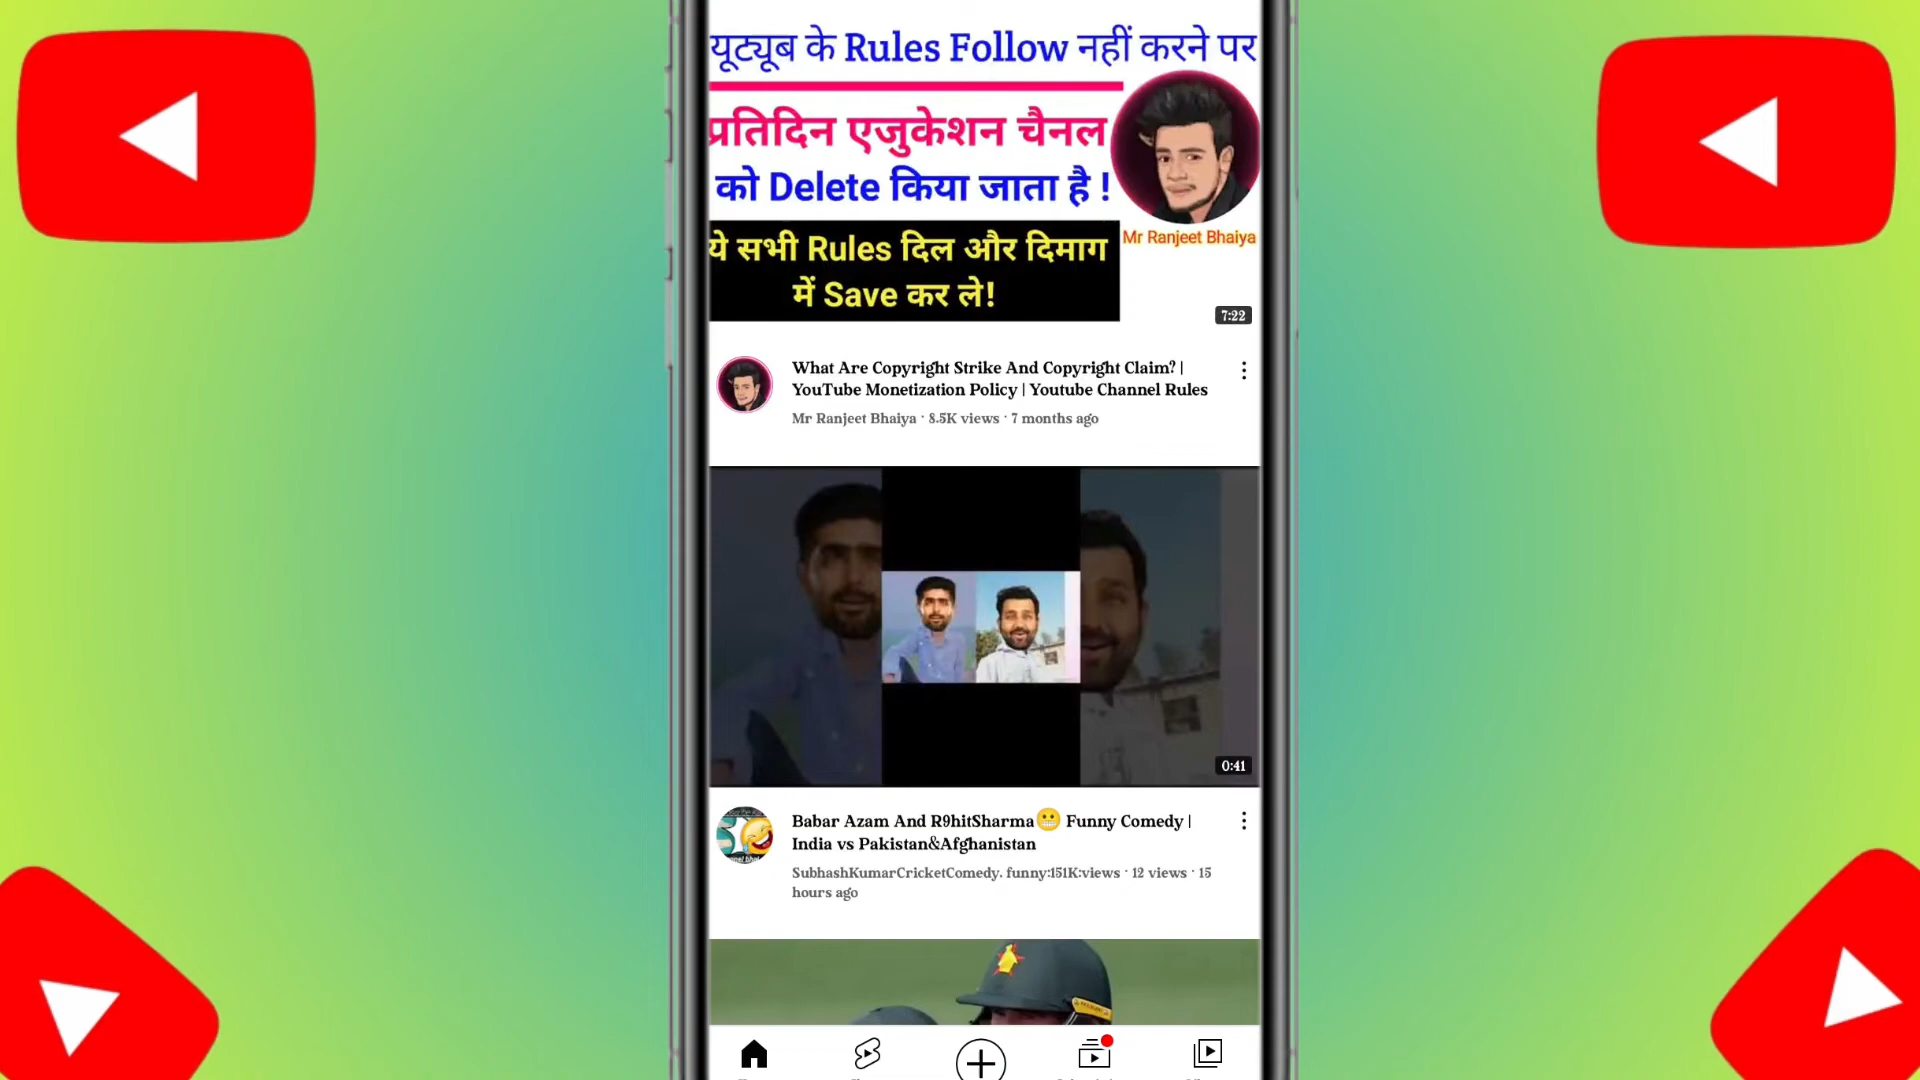 यूट्यूब के Rules Follow नहीं करने पर
प्रतिदिन एजुकेशन चैनल
को Delete किया जाता है !
Mr Ranjeet Bhaiya
ये सभी Rules दिल और दिमाग
में Save कर ले!
7:22
What Are Copyright Strike And Copyright Claim? |
YouTube Monetization Policy | Youtube Channel Rules
Mr Ranjeet Bhaiya · 8.5K views · 7 months ago
0:41
Babar Azam And R9hitSharma😬 Funny Comedy |
India vs Pakistan&Afghanistan
SubhashKumarCricketComedy. funny:151K:views · 12 views · 15
hours ago